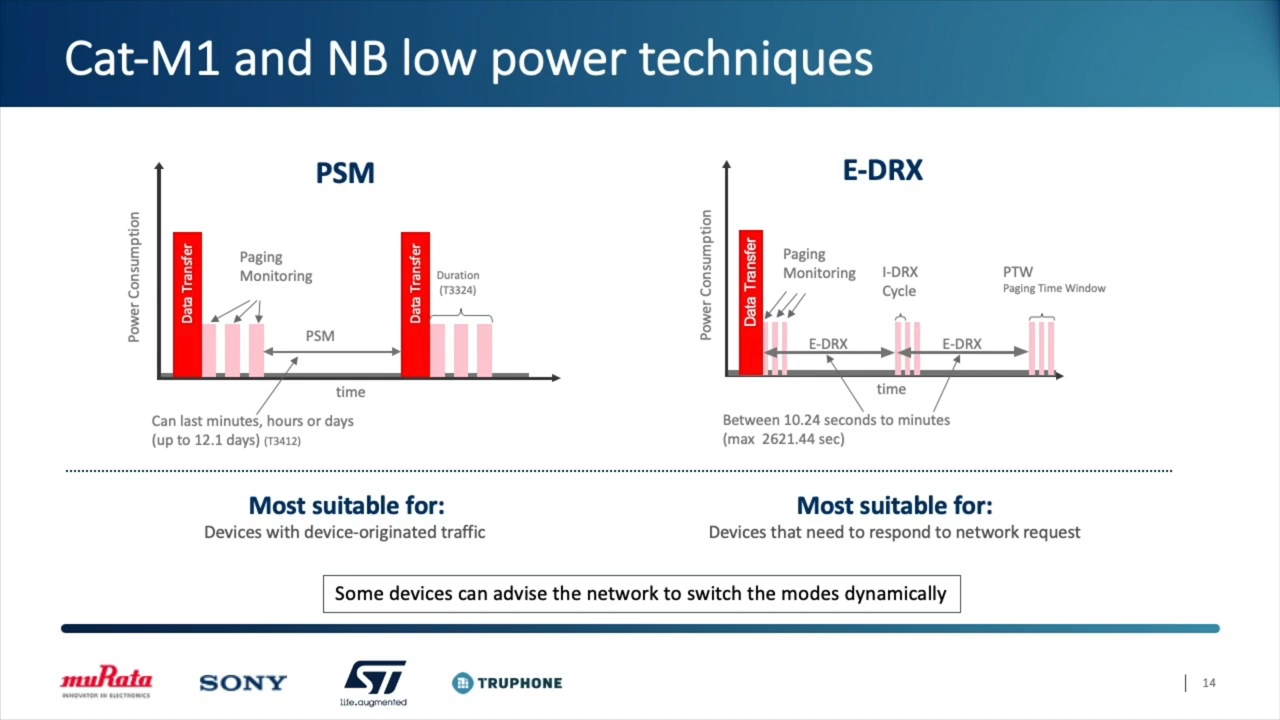 Cat-M1 and NB low power techniques
PSM
Power Consumption
Data Transfer
Paging
Monitoring
PSM
Data Transfer
Duration
(T3324)
time
Can last minutes, hours or days
(up to 12.1 days) (T3412)
E-DRX
Power Consumption
Data Transfer
Paging
Monitoring
I-DRX
Cycle
PTW
Paging Time Window
E-DRX
E-DRX
time
Between 10.24 seconds to minutes
(max 2621.44 sec)
Most suitable for:
Devices with device-originated traffic
Most suitable for:
Devices that need to respond to network request
Some devices can advise the network to switch the modes dynamically
muRata
INNOVATOR IN ELECTRONICS
SONY
ST
life.augmented
TRUPHONE
14